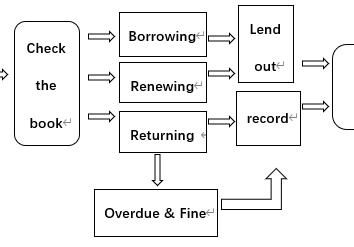 Check
the
book
Borrowing
Renewing
Returning
Lend
out
record
Overdue & Fine